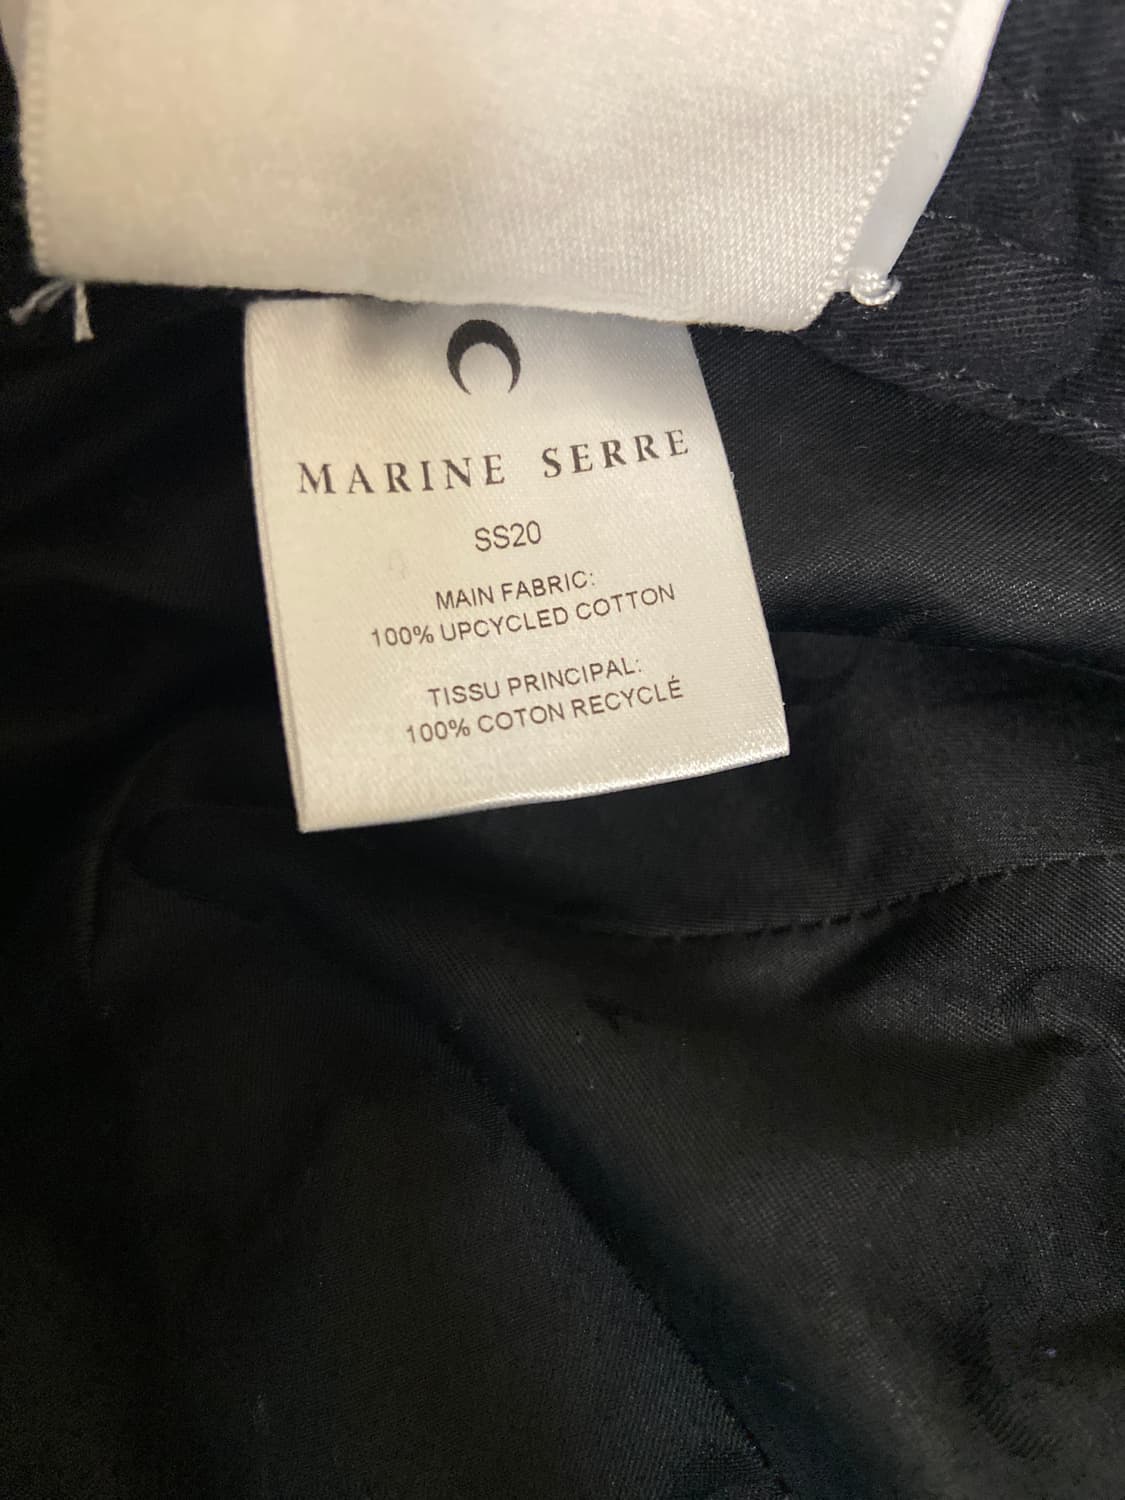 MARINE SERRE
SS20
MAIN FABRIC:
100% UPCYCLED COTTON
TISSU PRINCIPAL:
100% COTON RECYCLÉ